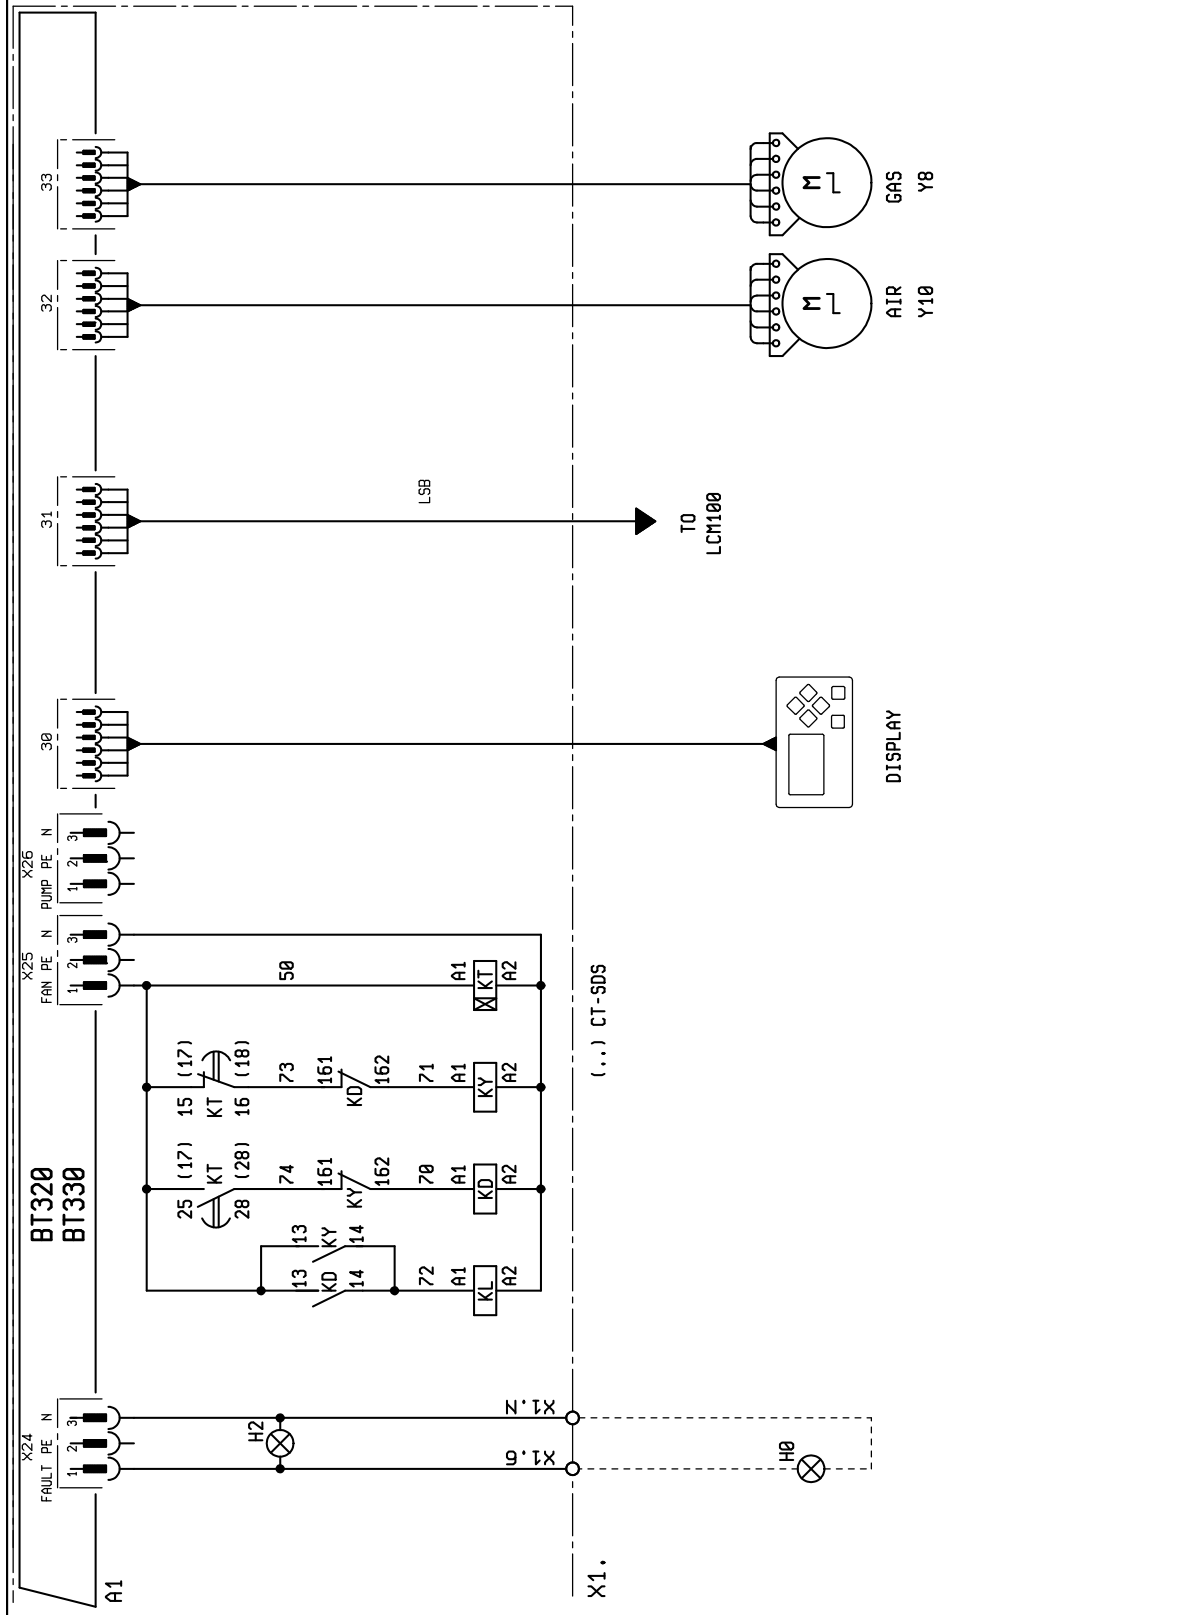 BT320
BT330
A1
X24
FAULT PE N
1 2 3
H2
X1.6
X1.N
H0
X1.
X25
FAN PE N
1 2 3
13 KD 14
13 KY 14
72
A1 KL A2
25 (17)
KT
28 (28)
74
161 KY 162
70
A1 KD A2
15 (17)
KT
16 (18)
73
161 KD 162
71
A1 KY A2
50
A1 KT A2
(..) CT-SDS
X26
PUMP PE N
1 2 3
30
DISPLAY
31
LSB
TO
LCM100
32
M
AIR
Y10
33
M
GAS
Y8